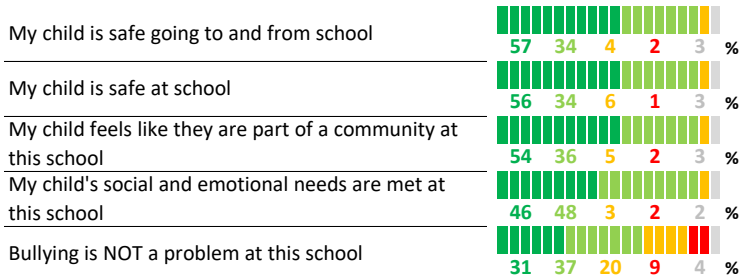 My child is safe going to and from school
57 34 4 2 3 %
My child is safe at school
56 34 6 1 3 %
My child feels like they are part of a community at
this school
54 36 5 2 3 %
My child's social and emotional needs are met at
this school
46 48 3 2 2 %
Bullying is NOT a problem at this school
31 37 20 9 4 %